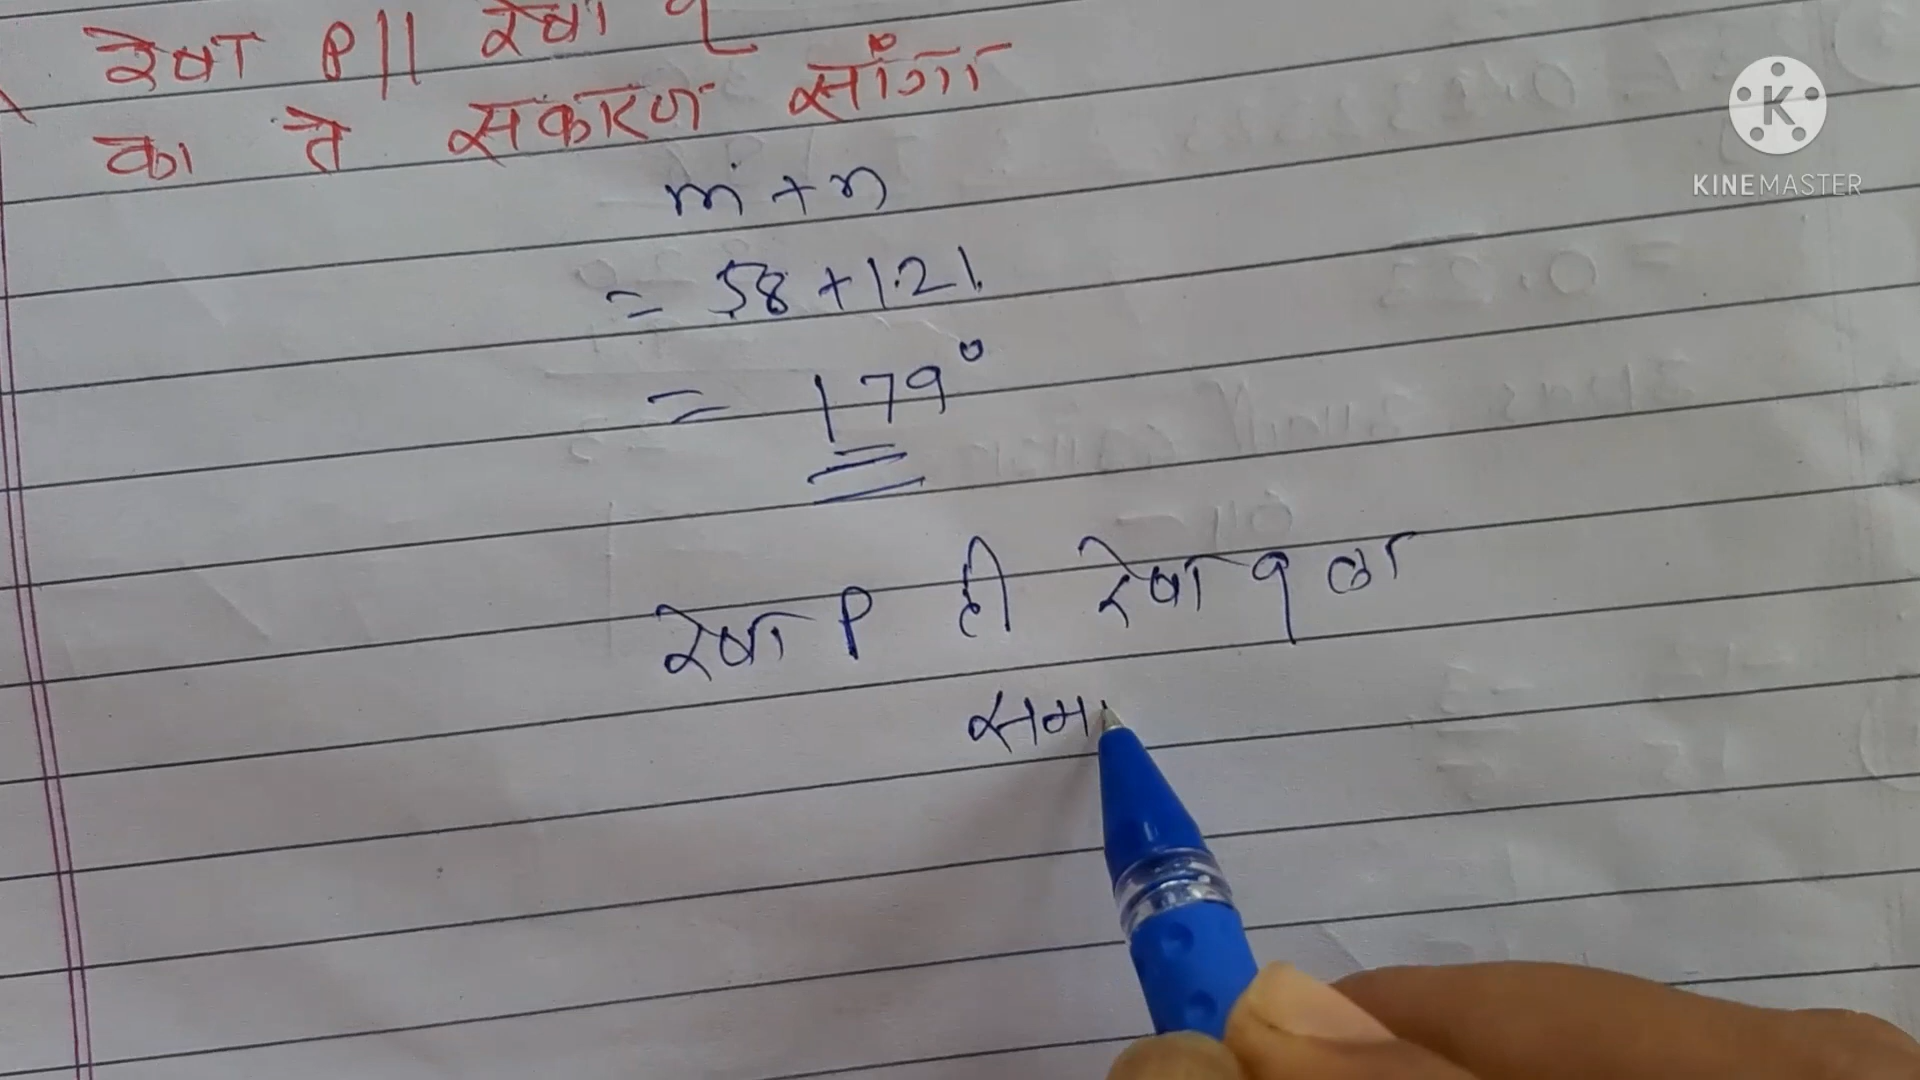 रेषा P || रेषा q
का ते सकारण सांगा
m + n
= 58 + 121
= 179°
रेषा P ही रेषा q ला
सम
K
KINEMASTER